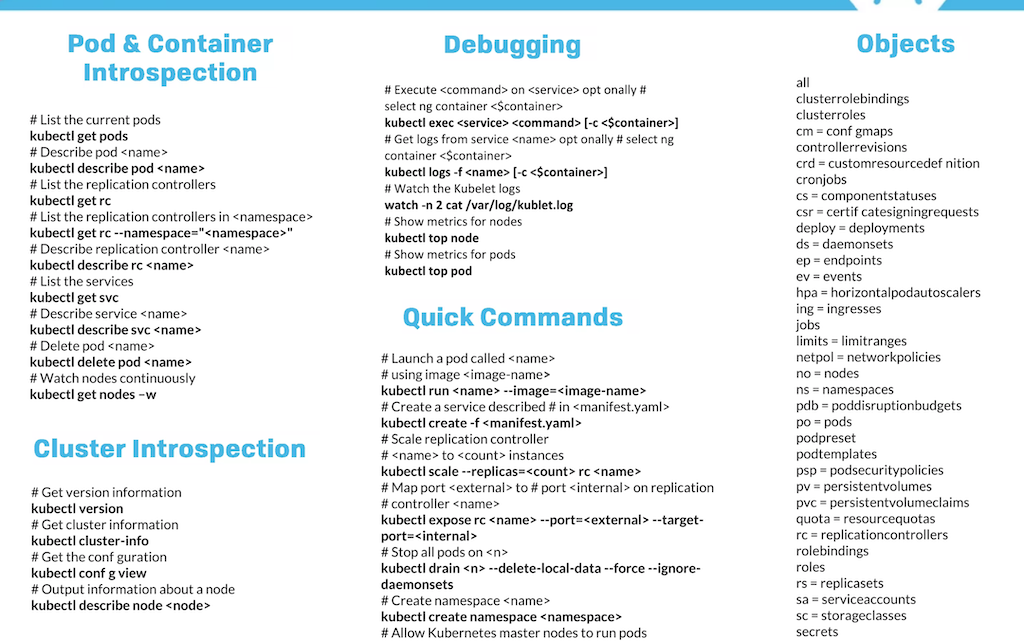 Pod & Container
Introspection
# List the current pods
kubectl get pods
# Describe pod <name>
kubectl describe pod <name>
# List the replication controllers
kubectl get rc
# List the replication controllers in <namespace>
kubectl get rc --namespace="<namespace>"
# Describe replication controller <name>
kubectl describe rc <name>
# List the services
kubectl get svc
# Describe service <name>
kubectl describe svc <name>
# Delete pod <name>
kubectl delete pod <name>
# Watch nodes continuously
kubectl get nodes –w
Cluster Introspection
# Get version information
kubectl version
# Get cluster information
kubectl cluster-info
# Get the conf guration
kubectl conf g view
# Output information about a node
kubectl describe node <node>
Debugging
# Execute <command> on <service> opt onally #
select ng container <$container>
kubectl exec <service> <command> [-c <$container>]
# Get logs from service <name> opt onally # select ng
container <$container>
kubectl logs -f <name> [-c <$container>]
# Watch the Kubelet logs
watch -n 2 cat /var/log/kublet.log
# Show metrics for nodes
kubectl top node
# Show metrics for pods
kubectl top pod
Quick Commands
# Launch a pod called <name>
# using image <image-name>
kubectl run <name> --image=<image-name>
# Create a service described # in <manifest.yaml>
kubectl create -f <manifest.yaml>
# Scale replication controller
# <name> to <count> instances
kubectl scale --replicas=<count> rc <name>
# Map port <external> to # port <internal> on replication
# controller <name>
kubectl expose rc <name> --port=<external> --target-
port=<internal>
# Stop all pods on <n>
kubectl drain <n> --delete-local-data --force --ignore-
daemonsets
# Create namespace <name>
kubectl create namespace <namespace>
# Allow Kubernetes master nodes to run pods
Objects
all
clusterrolebindings
clusterroles
cm = conf gmaps
controllerrevisions
crd = customresourcedef nition
cronjobs
cs = componentstatuses
csr = certif catesigningrequests
deploy = deployments
ds = daemonsets
ep = endpoints
ev = events
hpa = horizontalpodautoscalers
ing = ingresses
jobs
limits = limitranges
netpol = networkpolicies
no = nodes
ns = namespaces
pdb = poddisruptionbudgets
po = pods
podpreset
podtemplates
psp = podsecuritypolicies
pv = persistentvolumes
pvc = persistentvolumeclaims
quota = resourcequotas
rc = replicationcontrollers
rolebindings
roles
rs = replicasets
sa = serviceaccounts
sc = storageclasses
secrets